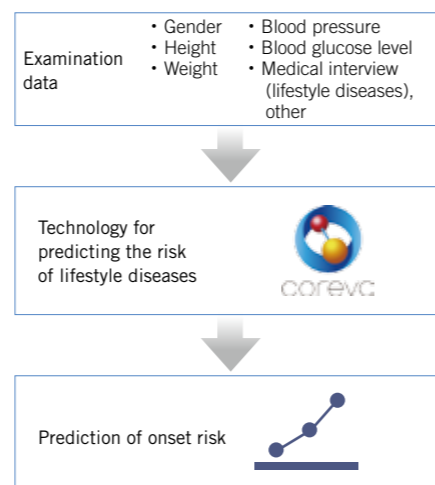 Examination
data
• Gender
• Height
• Weight
• Blood pressure
• Blood glucose level
• Medical interview
(lifestyle diseases),
other
Technology for
predicting the risk
of lifestyle diseases
coreva
Prediction of onset risk